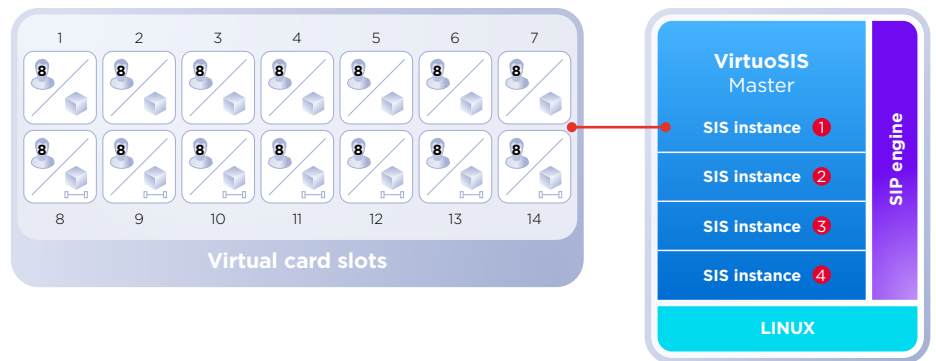 1 2 3 4 5 6 7
8 8 8 8 8 8 8
8 8 8 8 8 8 8
8 9 10 11 12 13 14
Virtual card slots
VirtuoSIS
Master
SIS instance 1
SIS instance 2
SIS instance 3
SIS instance 4
SIP engine
LINUX